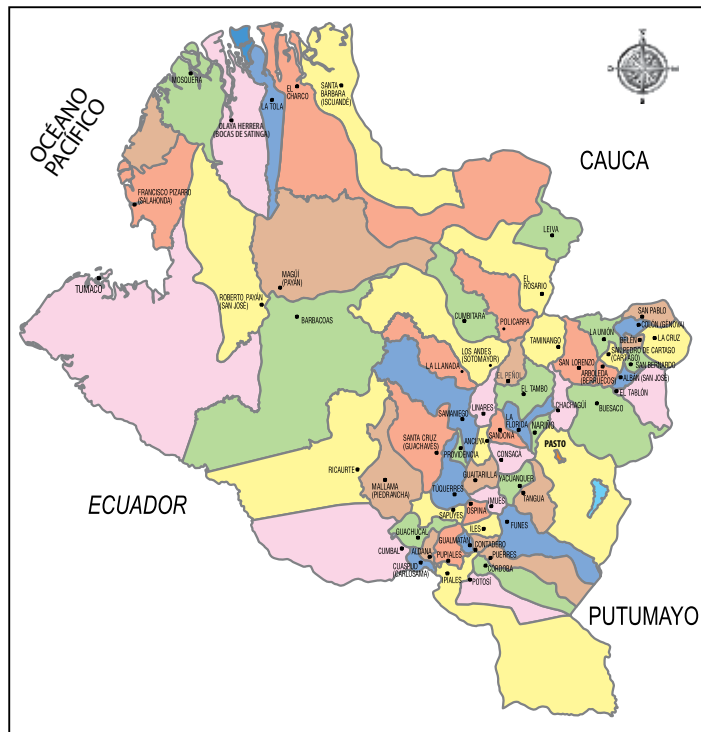 MOSQUERA
LA TOLA
EL
CHARCO
SANTA
BÁRBARA
(ISCUANDÉ)
OLAYA HERRERA
(BOCAS DE SATINGA)
OCÉANO
PACÍFICO
CAUCA
FRANCISCO PIZARRO
(SALAHONDA)
LEIVA
TUMACO
MAGÜÍ
(PAYÁN)
ROBERTO PAYÁN
(SAN JOSÉ)
BARBACOAS
EL
ROSARIO
CUMBITARA
POLICARPA
SAN PABLO
COLÓN (GENOVA)
LA UNIÓN
BELÉN
LA CRUZ
TAMINANGO
SAN PEDRO DE CARTAGO
(CARTAGO)
SAN BERNARDO
LOS ANDES
(SOTOMAYOR)
LA LLANADA
SAN LORENZO
ARBOLEDA
(BERRUECOS)
ALBÁN (SAN JOSÉ)
EL PEÑOL
EL TAMBO
EL TABLÓN
SAMANIEGO
LINARES
CHACHAGÜÍ
BUESACO
LA
FLORIDA
NARIÑO
SANDONÁ
SANTA CRUZ
(GUACHAVES)
ANCUYA
PROVIDENCIA
PASTO
CONSACÁ
RICAURTE
MALLAMA
(PIEDRANCHA)
GUAITARILLA
YACUANQUER
TANGUA
TÚQUERRES
ECUADOR
IMUES
OSPINA
SAPUYES
ILES
FUNES
GUACHUCAL
GUALMATÁN
CONTADERO
CUMBAL
ALDANA
PUPIALES
PUERRES
CUASPUD
(CARLOSAMA)
CÓRDOBA
IPIALES
POTOSÍ
PUTUMAYO